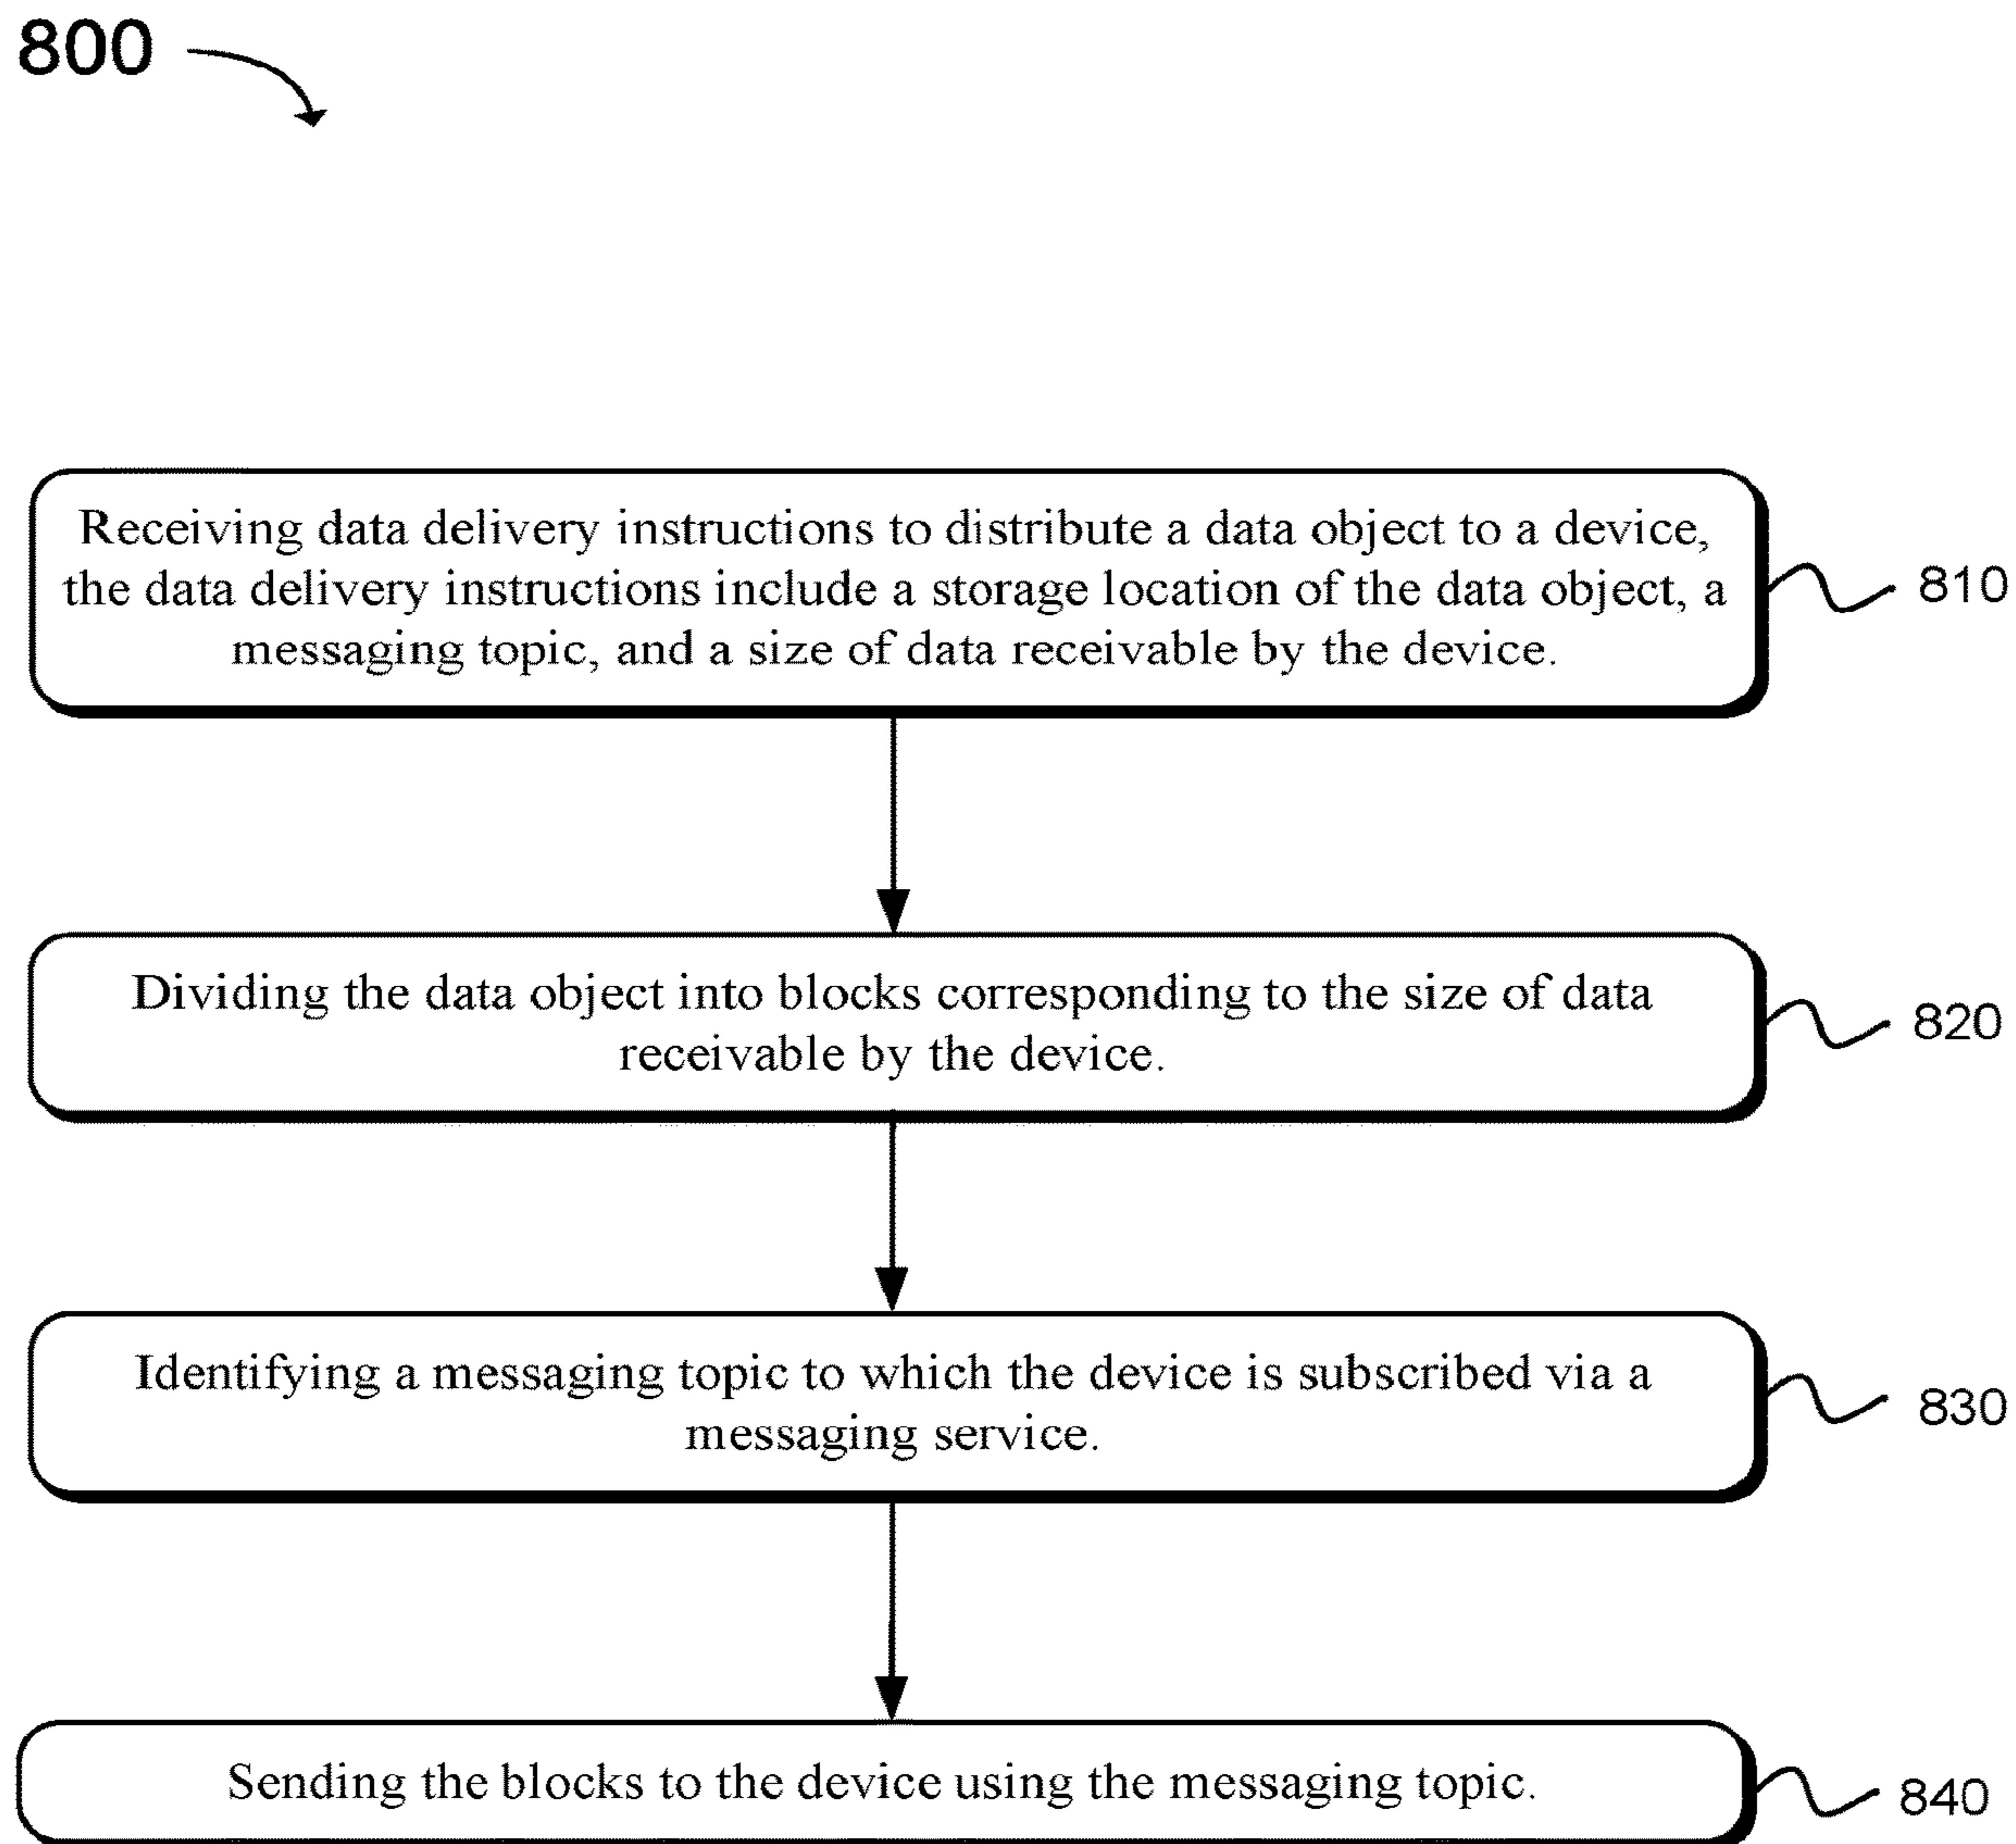 800
Receiving data delivery instructions to distribute a data object to a device,
the data delivery instructions include a storage location of the data object, a
messaging topic, and a size of data receivable by the device.
810
Dividing the data object into blocks corresponding to the size of data
receivable by the device.
820
Identifying a messaging topic to which the device is subscribed via a
messaging service.
830
Sending the blocks to the device using the messaging topic.
840